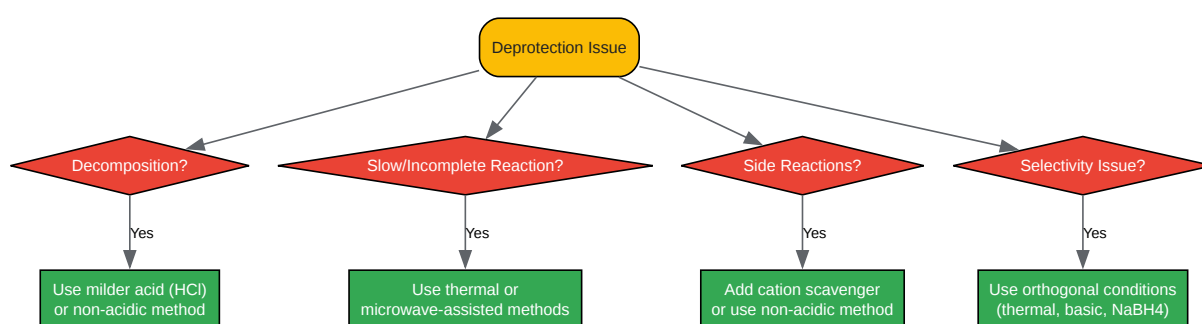 Deprotection Issue
Decomposition?
Slow/Incomplete Reaction?
Side Reactions?
Selectivity Issue?
Yes
Yes
Yes
Yes
Use milder acid (HCl)
or non-acidic method
Use thermal or
microwave-assisted methods
Add cation scavenger
or use non-acidic method
Use orthogonal conditions
(thermal, basic, NaBH4)